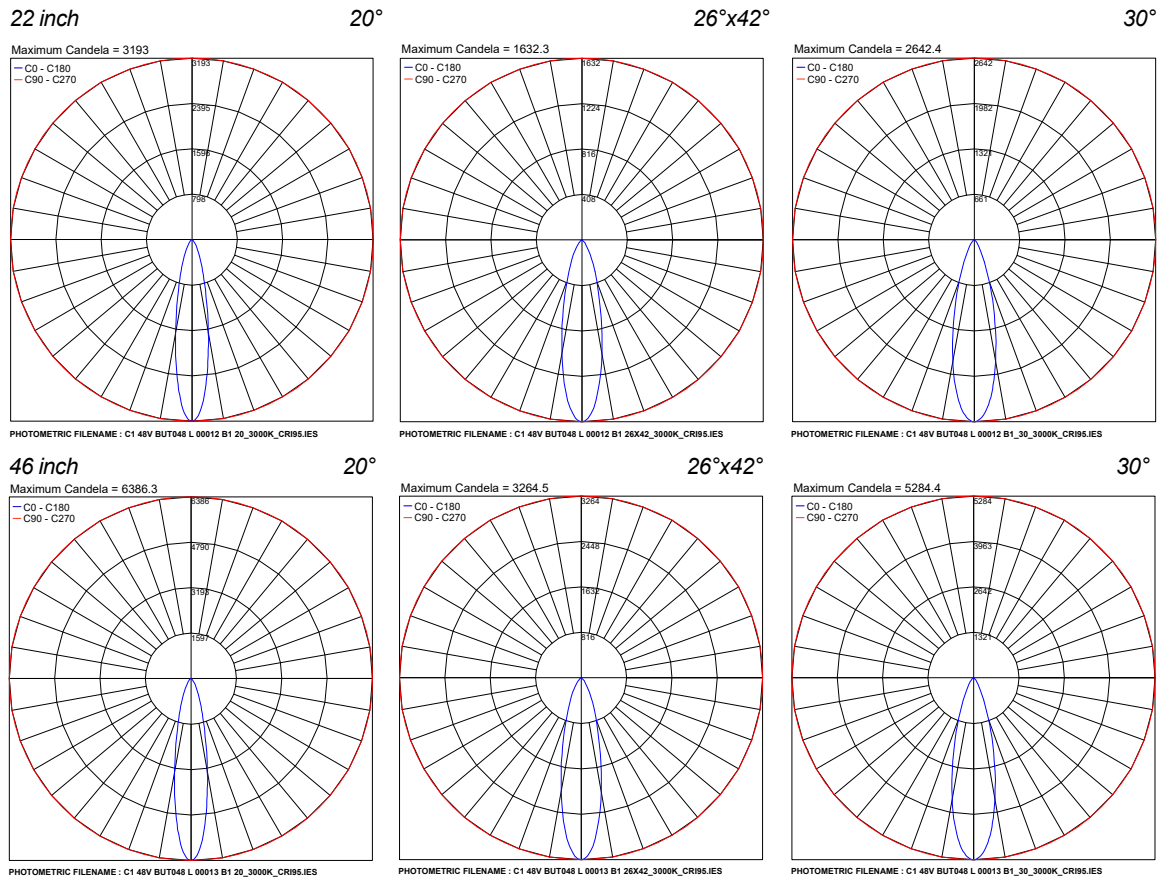 22 inch
20°
Maximum Candela = 3193
C0 - C180
C90 - C270
3193
2395
1596
798
PHOTOMETRIC FILENAME : C1 48V BUT048 L 00012 B1 20_3000K_CRI95.IES
26°x42°
Maximum Candela = 1632.3
C0 - C180
C90 - C270
1632
1224
816
408
PHOTOMETRIC FILENAME : C1 48V BUT048 L 00012 B1 26X42_3000K_CRI95.IES
30°
Maximum Candela = 2642.4
C0 - C180
C90 - C270
2642
1982
1321
661
PHOTOMETRIC FILENAME : C1 48V BUT048 L 00012 B1_30_3000K_CRI95.IES
46 inch
20°
Maximum Candela = 6386.3
C0 - C180
C90 - C270
6386
4790
3193
1597
PHOTOMETRIC FILENAME : C1 48V BUT048 L 00013 B1 20_3000K_CRI95.IES
26°x42°
Maximum Candela = 3264.5
C0 - C180
C90 - C270
3264
2448
1632
816
PHOTOMETRIC FILENAME : C1 48V BUT048 L 00013 B1 26X42_3000K_CRI95.IES
30°
Maximum Candela = 5284.4
C0 - C180
C90 - C270
5284
3963
2642
1321
PHOTOMETRIC FILENAME : C1 48V BUT048 L 00013 B1_30_3000K_CRI95.IES